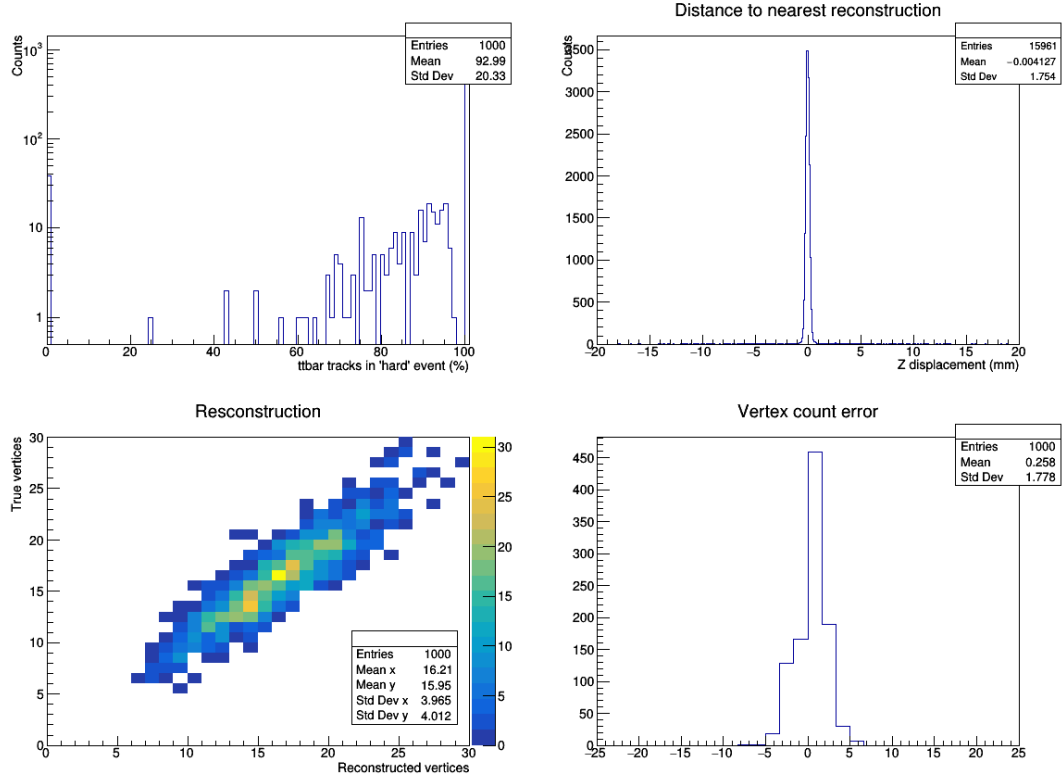 Counts
10³
10²
10
1
0 20 40 60 80 100
ttbar tracks in 'hard' event (%)
Entries 1000
Mean 92.99
Std Dev 20.33
Distance to nearest reconstruction
Counts
3500
3000
2500
2000
1500
1000
500
0
−20 −15 −10 −5 0 5 10 15 20
Z displacement (mm)
Entries 15961
Mean −0.004127
Std Dev 1.754
Resconstruction
True vertices
30
25
20
15
10
5
0
0 5 10 15 20 25 30
Reconstructed vertices
30
25
20
15
10
5
0
Entries 1000
Mean x 16.21
Mean y 15.95
Std Dev x 3.965
Std Dev y 4.012
Vertex count error
450
400
350
300
250
200
150
100
50
0
−25 −20 −15 −10 −5 0 5 10 15 20 25
Entries 1000
Mean 0.258
Std Dev 1.778